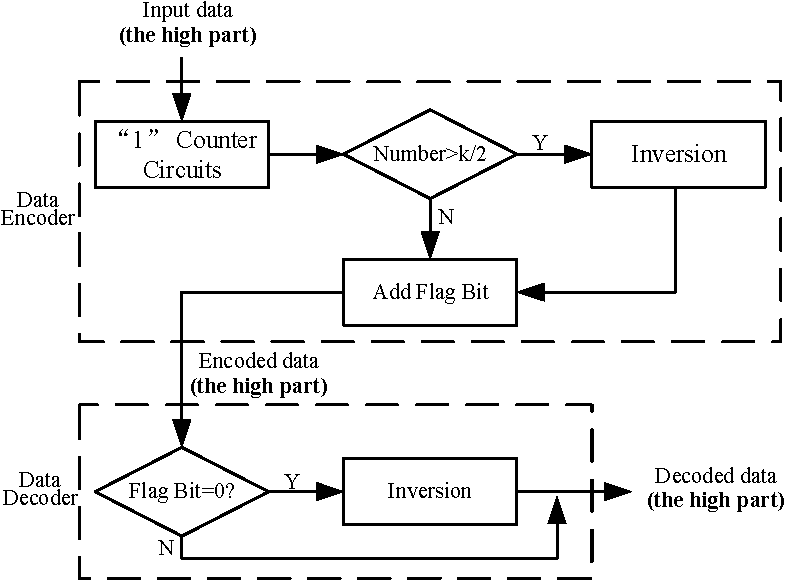 Input data
(the high part)
“1” Counter
Circuits
Number>k/2
Y
Inversion
Data
Encoder
N
Add Flag Bit
Encoded data
(the high part)
Data
Decoder
Flag Bit=0?
Y
Inversion
Decoded data
(the high part)
N